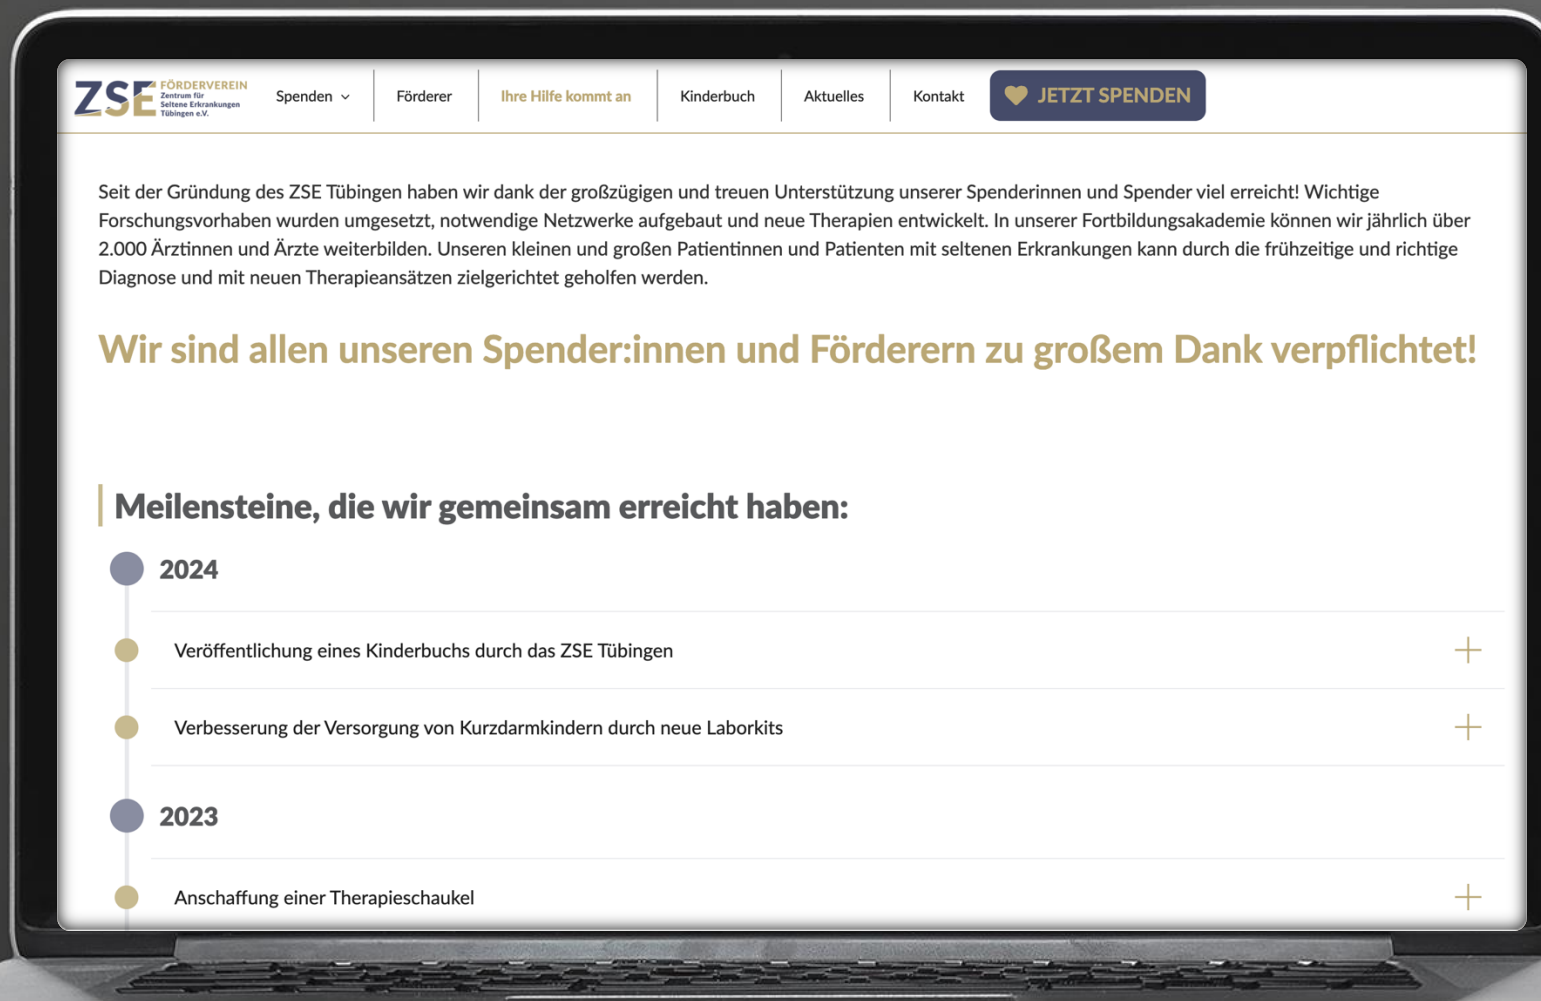 ZSE FÖRDERVEREIN
Zentrum für
Seltene Erkrankungen
Tübingen e.V.
Spenden
Förderer
Ihre Hilfe kommt an
Kinderbuch
Aktuelles
Kontakt
JETZT SPENDEN
Seit der Gründung des ZSE Tübingen haben wir dank der großzügigen und treuen Unterstützung unserer Spenderinnen und Spender viel erreicht! Wichtige
Forschungsvorhaben wurden umgesetzt, notwendige Netzwerke aufgebaut und neue Therapien entwickelt. In unserer Fortbildungsakademie können wir jährlich über
2.000 Ärztinnen und Ärzte weiterbilden. Unseren kleinen und großen Patientinnen und Patienten mit seltenen Erkrankungen kann durch die frühzeitige und richtige
Diagnose und mit neuen Therapieansätzen zielgerichtet geholfen werden.
Wir sind allen unseren Spender:innen und Förderern zu großem Dank verpflichtet!
Meilensteine, die wir gemeinsam erreicht haben:
2024
Veröffentlichung eines Kinderbuchs durch das ZSE Tübingen
Verbesserung der Versorgung von Kurzdarmkindern durch neue Laborkits
2023
Anschaffung einer Therapieschaukel